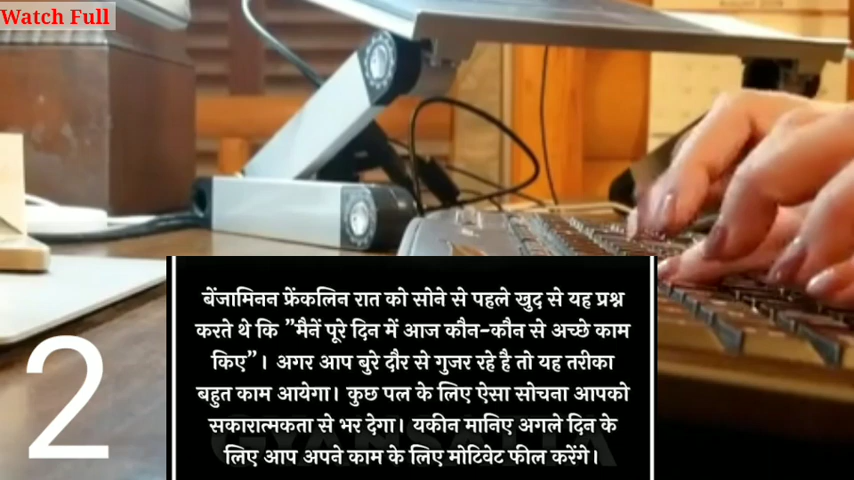 Watch Full
2
बेंजामिनन फ्रेंकलिन रात को सोने से पहले खुद से यह प्रश्न
करते थे कि ”मैनें पूरे दिन में आज कौन-कौन से अच्छे काम
किए”। अगर आप बुरे दौर से गुजर रहे है तो यह तरीका
बहुत काम आयेगा। कुछ पल के लिए ऐसा सोचना आपको
सकारात्मकता से भर देगा। यकीन मानिए अगले दिन के
लिए आप अपने काम के लिए मोटिवेट फील करेंगे।